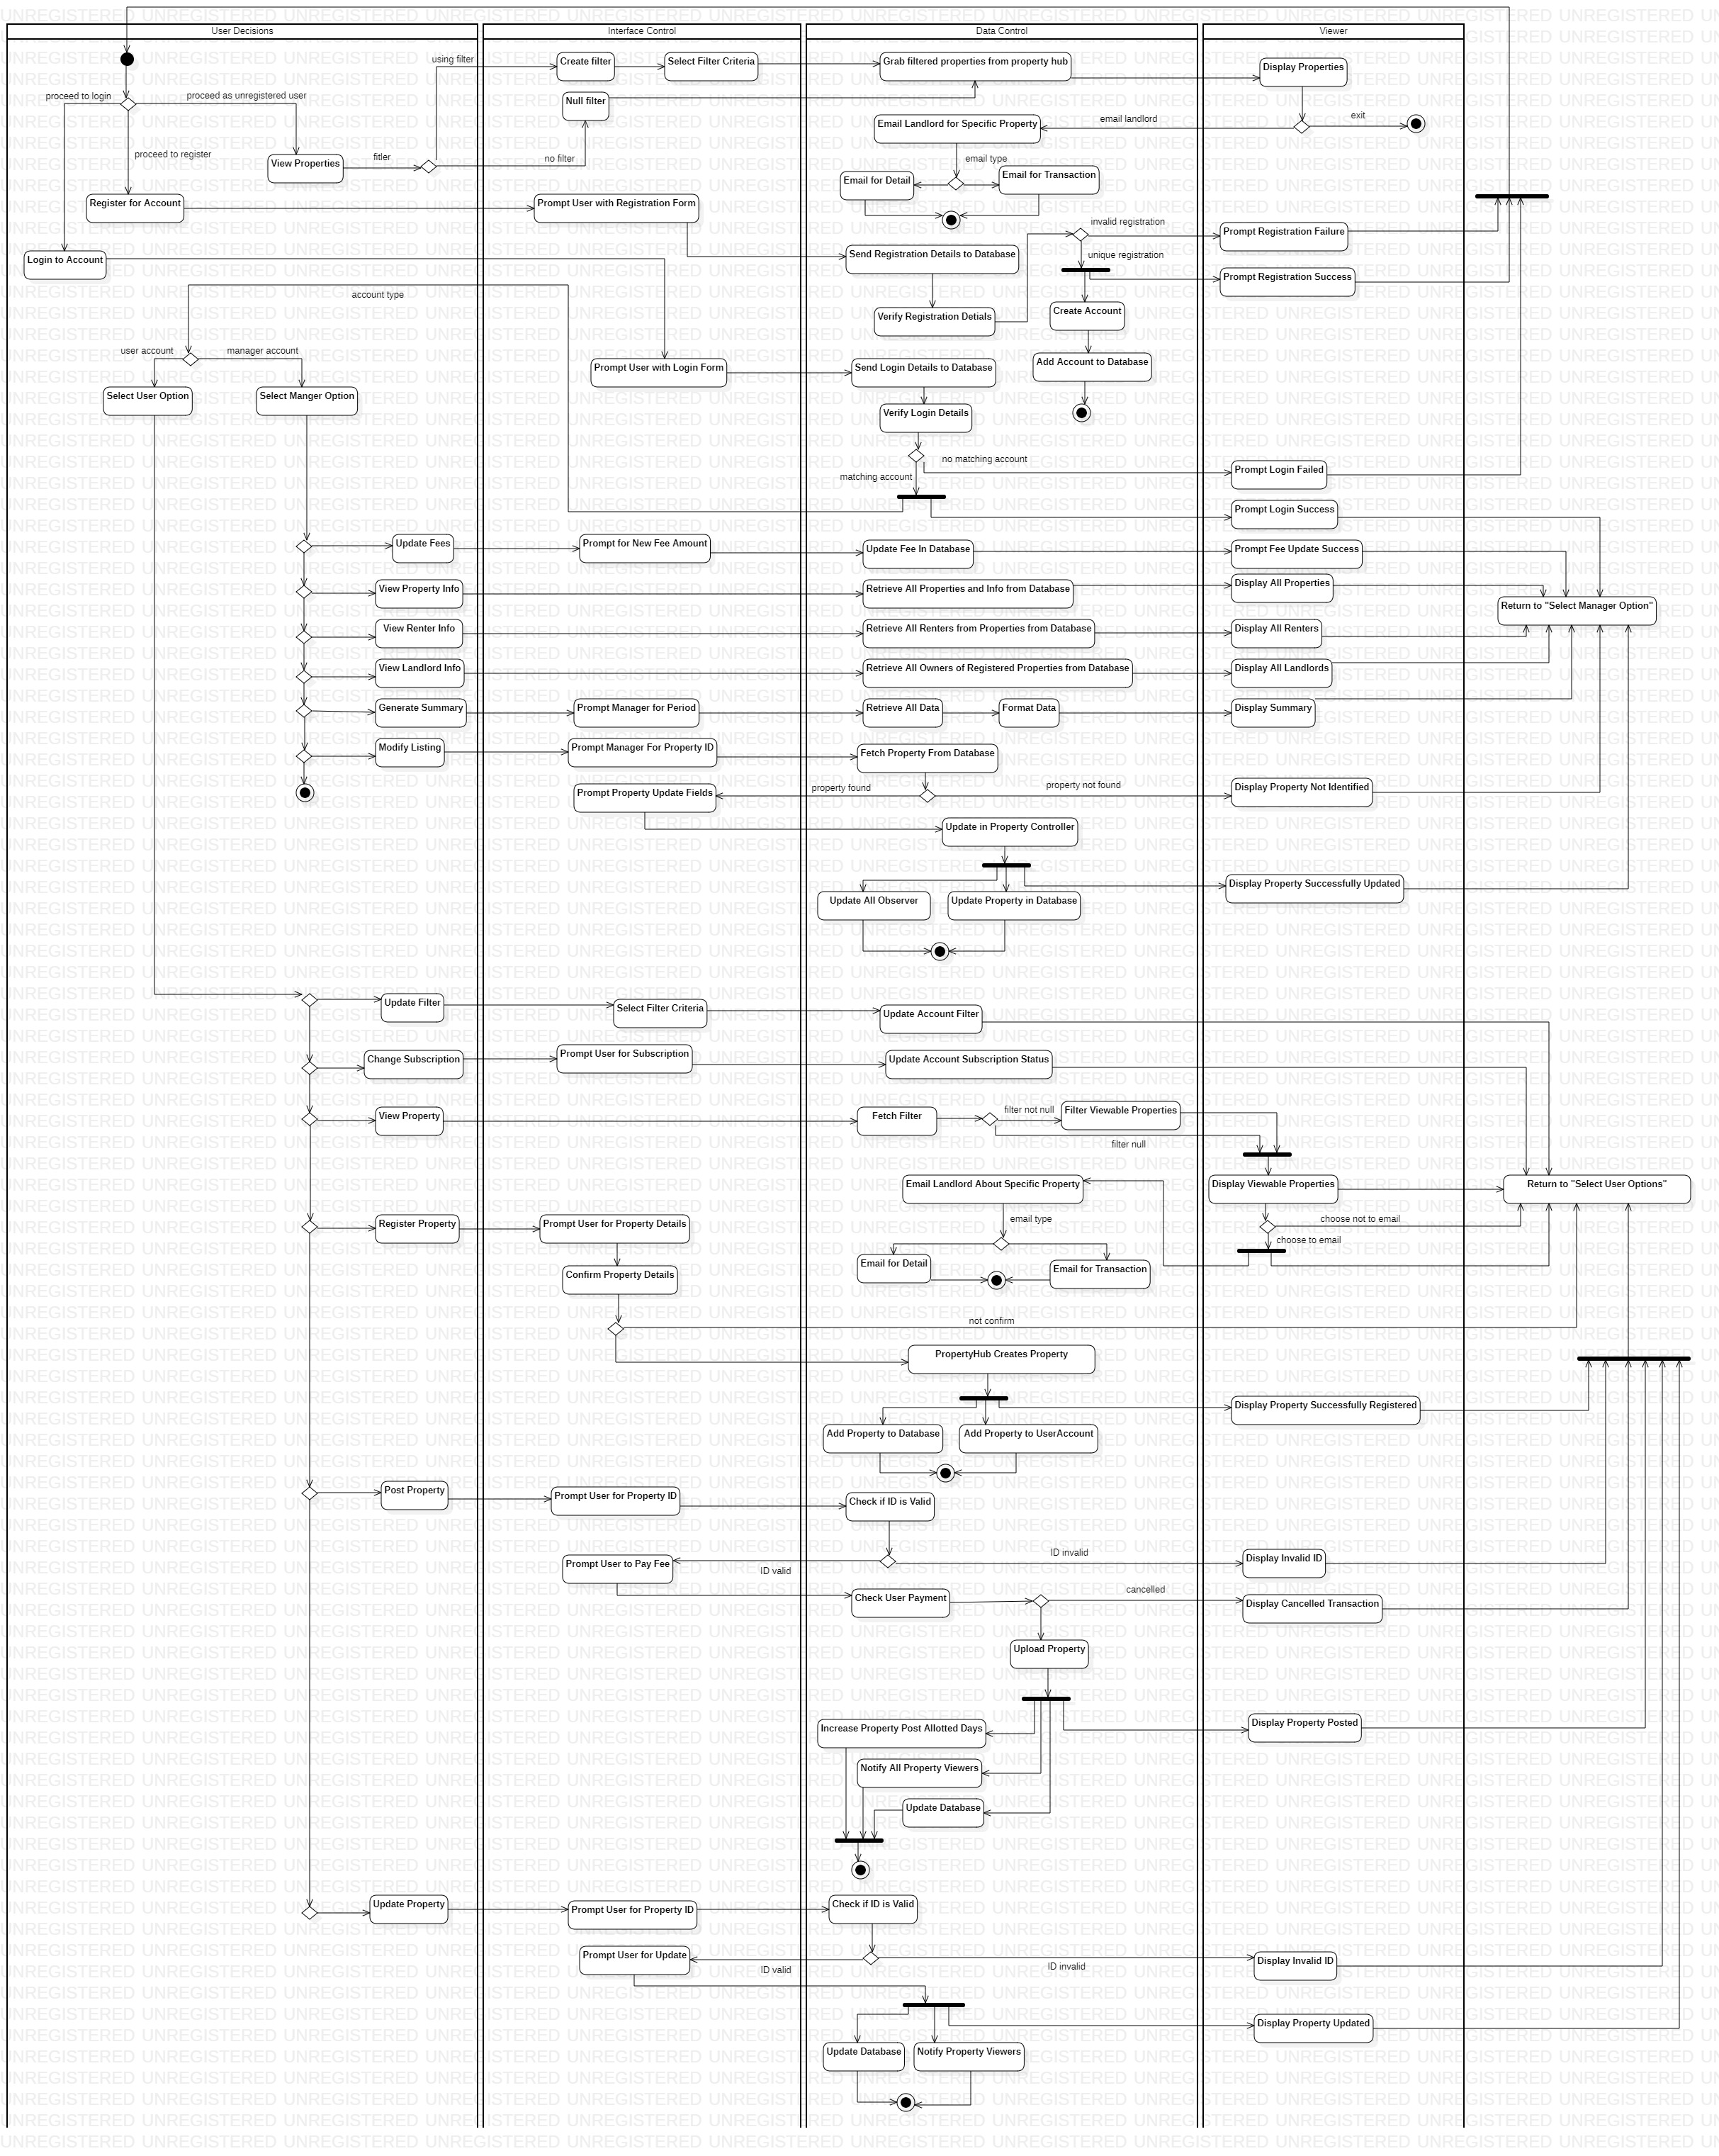 User Decisions
Interface Control
Data Control
Viewer
using filter
Create filter
Select Filter Criteria
Grab filtered properties from property hub
Display Properties
proceed to login
proceed as unregistered user
Null filter
Email Landlord for Specific Property
email landlord
exit
proceed to register
View Properties
fitler
no filter
email type
Email for Detail
Email for Transaction
Register for Account
Prompt User with Registration Form
invalid registration
Prompt Registration Failure
Login to Account
Send Registration Details to Database
unique registration
Prompt Registration Success
account type
Verify Registration Detials
Create Account
user account
manager account
Prompt User with Login Form
Send Login Details to Database
Add Account to Database
Select User Option
Select Manger Option
Verify Login Details
no matching account
Prompt Login Failed
matching account
Prompt Login Success
Update Fees
Prompt for New Fee Amount
Update Fee In Database
Prompt Fee Update Success
View Property Info
Retrieve All Properties and Info from Database
Display All Properties
Return to "Select Manager Option"
View Renter Info
Retrieve All Renters from Properties from Database
Display All Renters
View Landlord Info
Retrieve All Owners of Registered Properties from Database
Display All Landlords
Generate Summary
Prompt Manager for Period
Retrieve All Data
Format Data
Display Summary
Modify Listing
Prompt Manager For Property ID
Fetch Property From Database
Prompt Property Update Fields
property found
property not found
Display Property Not Identified
Update in Property Controller
Update All Observer
Update Property in Database
Display Property Successfully Updated
Update Filter
Select Filter Criteria
Update Account Filter
Change Subscription
Prompt User for Subscription
Update Account Subscription Status
View Property
Fetch Filter
filter not null
Filter Viewable Properties
filter null
Email Landlord About Specific Property
Display Viewable Properties
Return to "Select User Options"
Register Property
Prompt User for Property Details
email type
choose not to email
choose to email
Email for Detail
Email for Transaction
Confirm Property Details
not confirm
PropertyHub Creates Property
Display Property Successfully Registered
Add Property to Database
Add Property to UserAccount
Post Property
Prompt User for Property ID
Check if ID is Valid
Prompt User to Pay Fee
ID valid
ID invalid
Display Invalid ID
Check User Payment
cancelled
Display Cancelled Transaction
Upload Property
Increase Property Post Allotted Days
Display Property Posted
Notify All Property Viewers
Update Database
Update Property
Prompt User for Property ID
Check if ID is Valid
Prompt User for Update
ID valid
ID invalid
Display Invalid ID
Display Property Updated
Update Database
Notify Property Viewers